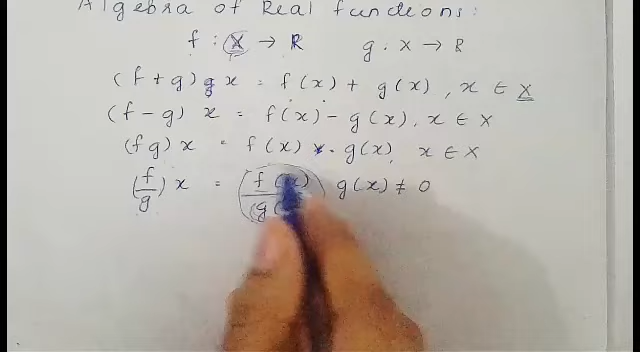 Algebra of Real functions:
f : X → R g . X → R
(f + g) g x = f(x) + g(x), x ∈ X
(f - g) x = f(x) - g(x), x ∈ X
(fg) x = f(x) . g(x), x ∈ X
(f/g) x = f(x)/g( g(x) ≠ 0